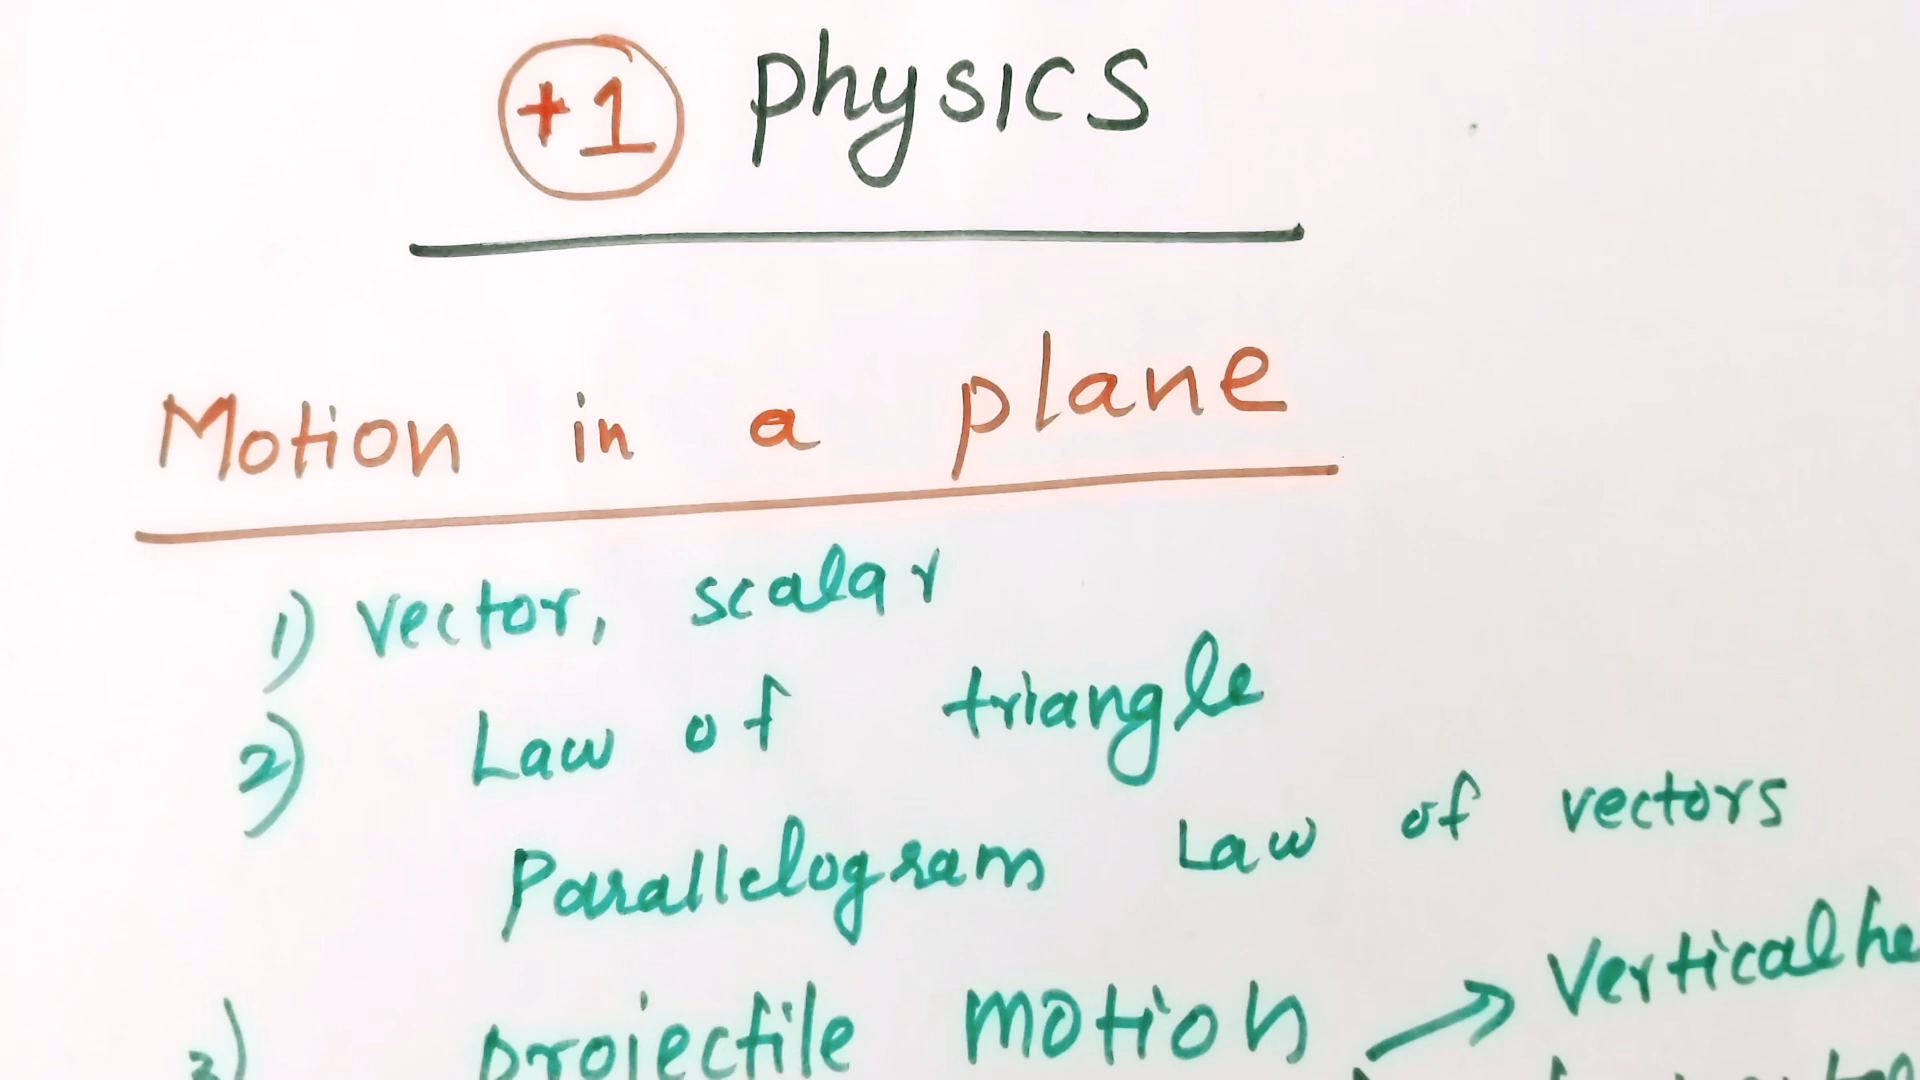 +1 physics
Motion in a plane
1) vector, scalar
2) Law of triangle
Parallelogram Law of vectors
3) projectile motion → Vertical